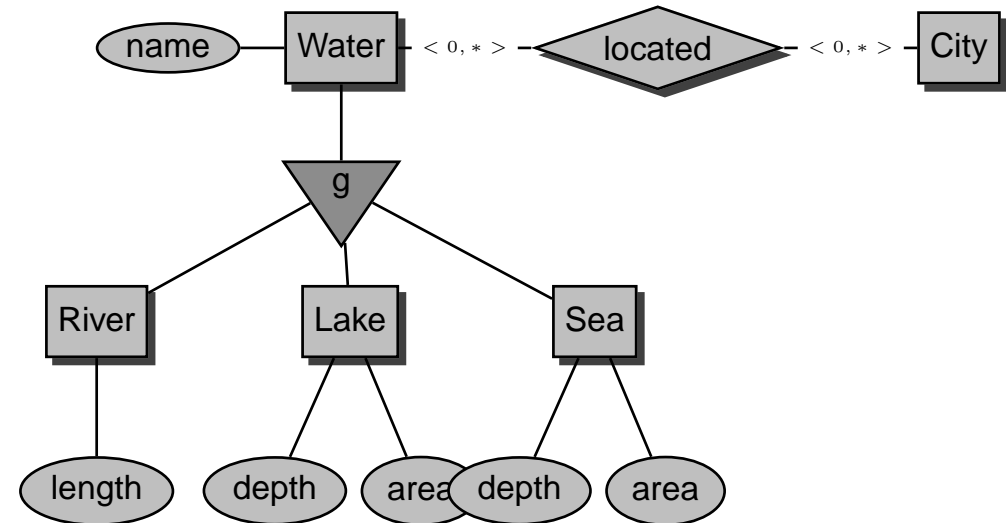 name Water < 0, ∗ > located < 0, ∗ > City
g
River Lake Sea
length depth area depth area